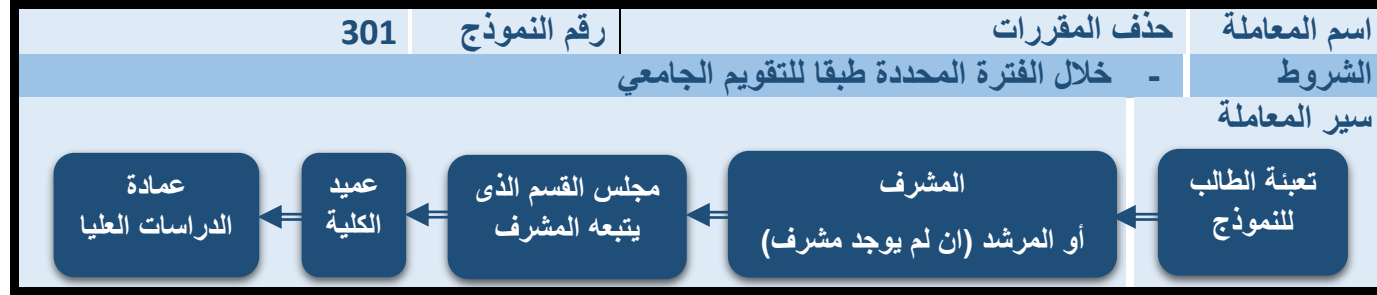 اسم المعاملة حذف المقررات رقم النموذج 301
الشروط - خلال الفترة المحددة طبقا للتقويم الجامعي
سير المعاملة
تعبئة الطالب
للنموذج
المشرف
أو المرشد (ان لم يوجد مشرف)
مجلس القسم الذى
يتبعه المشرف
عميد
الكلية
عمادة
الدراسات العليا